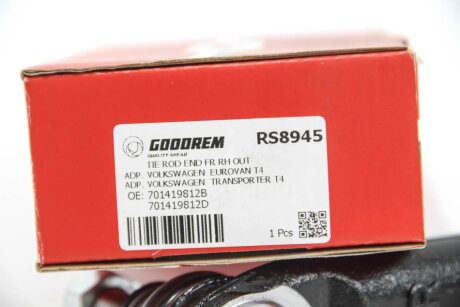 GOODREM
QUALITY AHEAD
RS8945
TIE ROD END FR RH OUT
ADP. VOLKSWAGEN EUROVAN T4
ADP. VOLKSWAGEN TRANSPORTER T4
OE: 701419812B
701419812D
1 Pcs